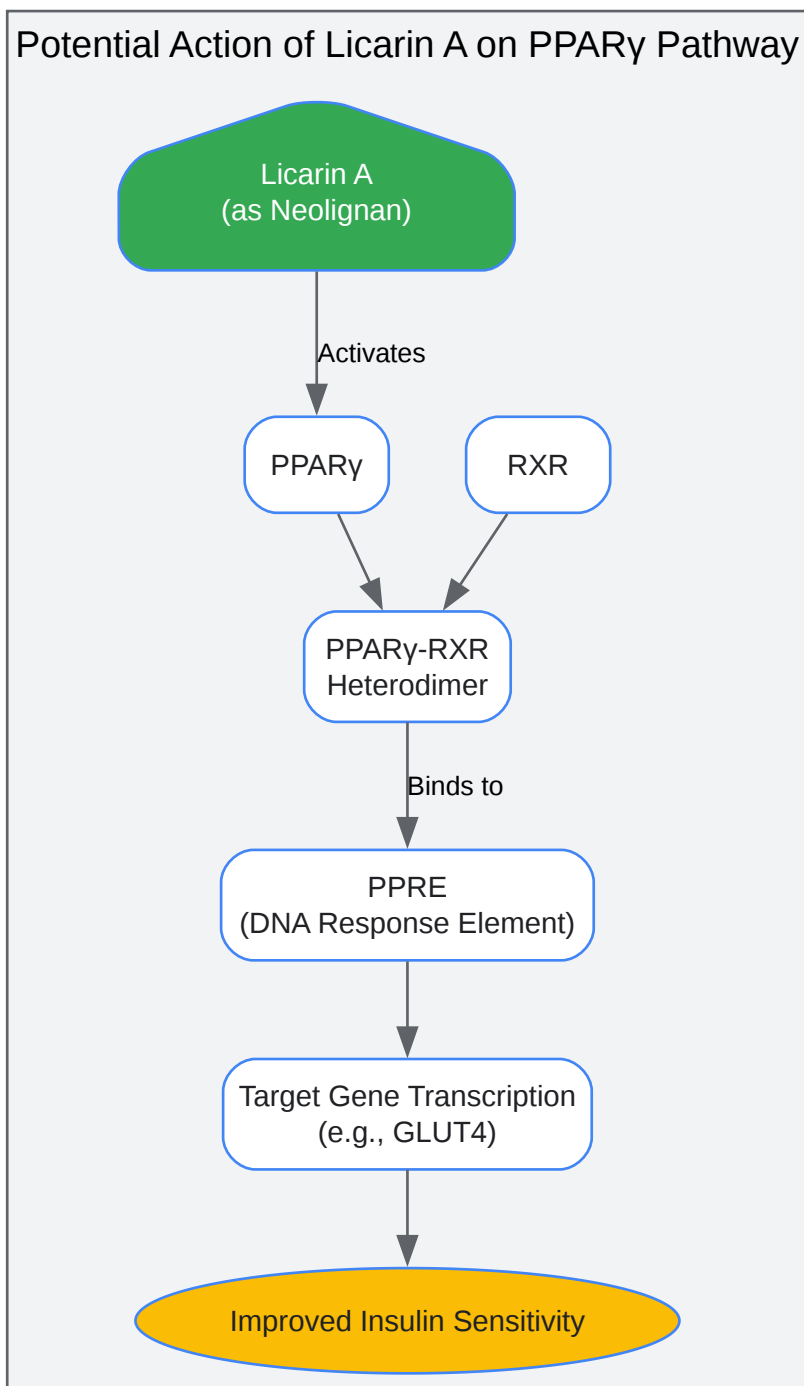 Potential Action of Licarin A on PPARγ Pathway
Licarin A
(as Neolignan)
Activates
PPARγ
RXR
PPARγ-RXR
Heterodimer
Binds to
PPRE
(DNA Response Element)
Target Gene Transcription
(e.g., GLUT4)
Improved Insulin Sensitivity